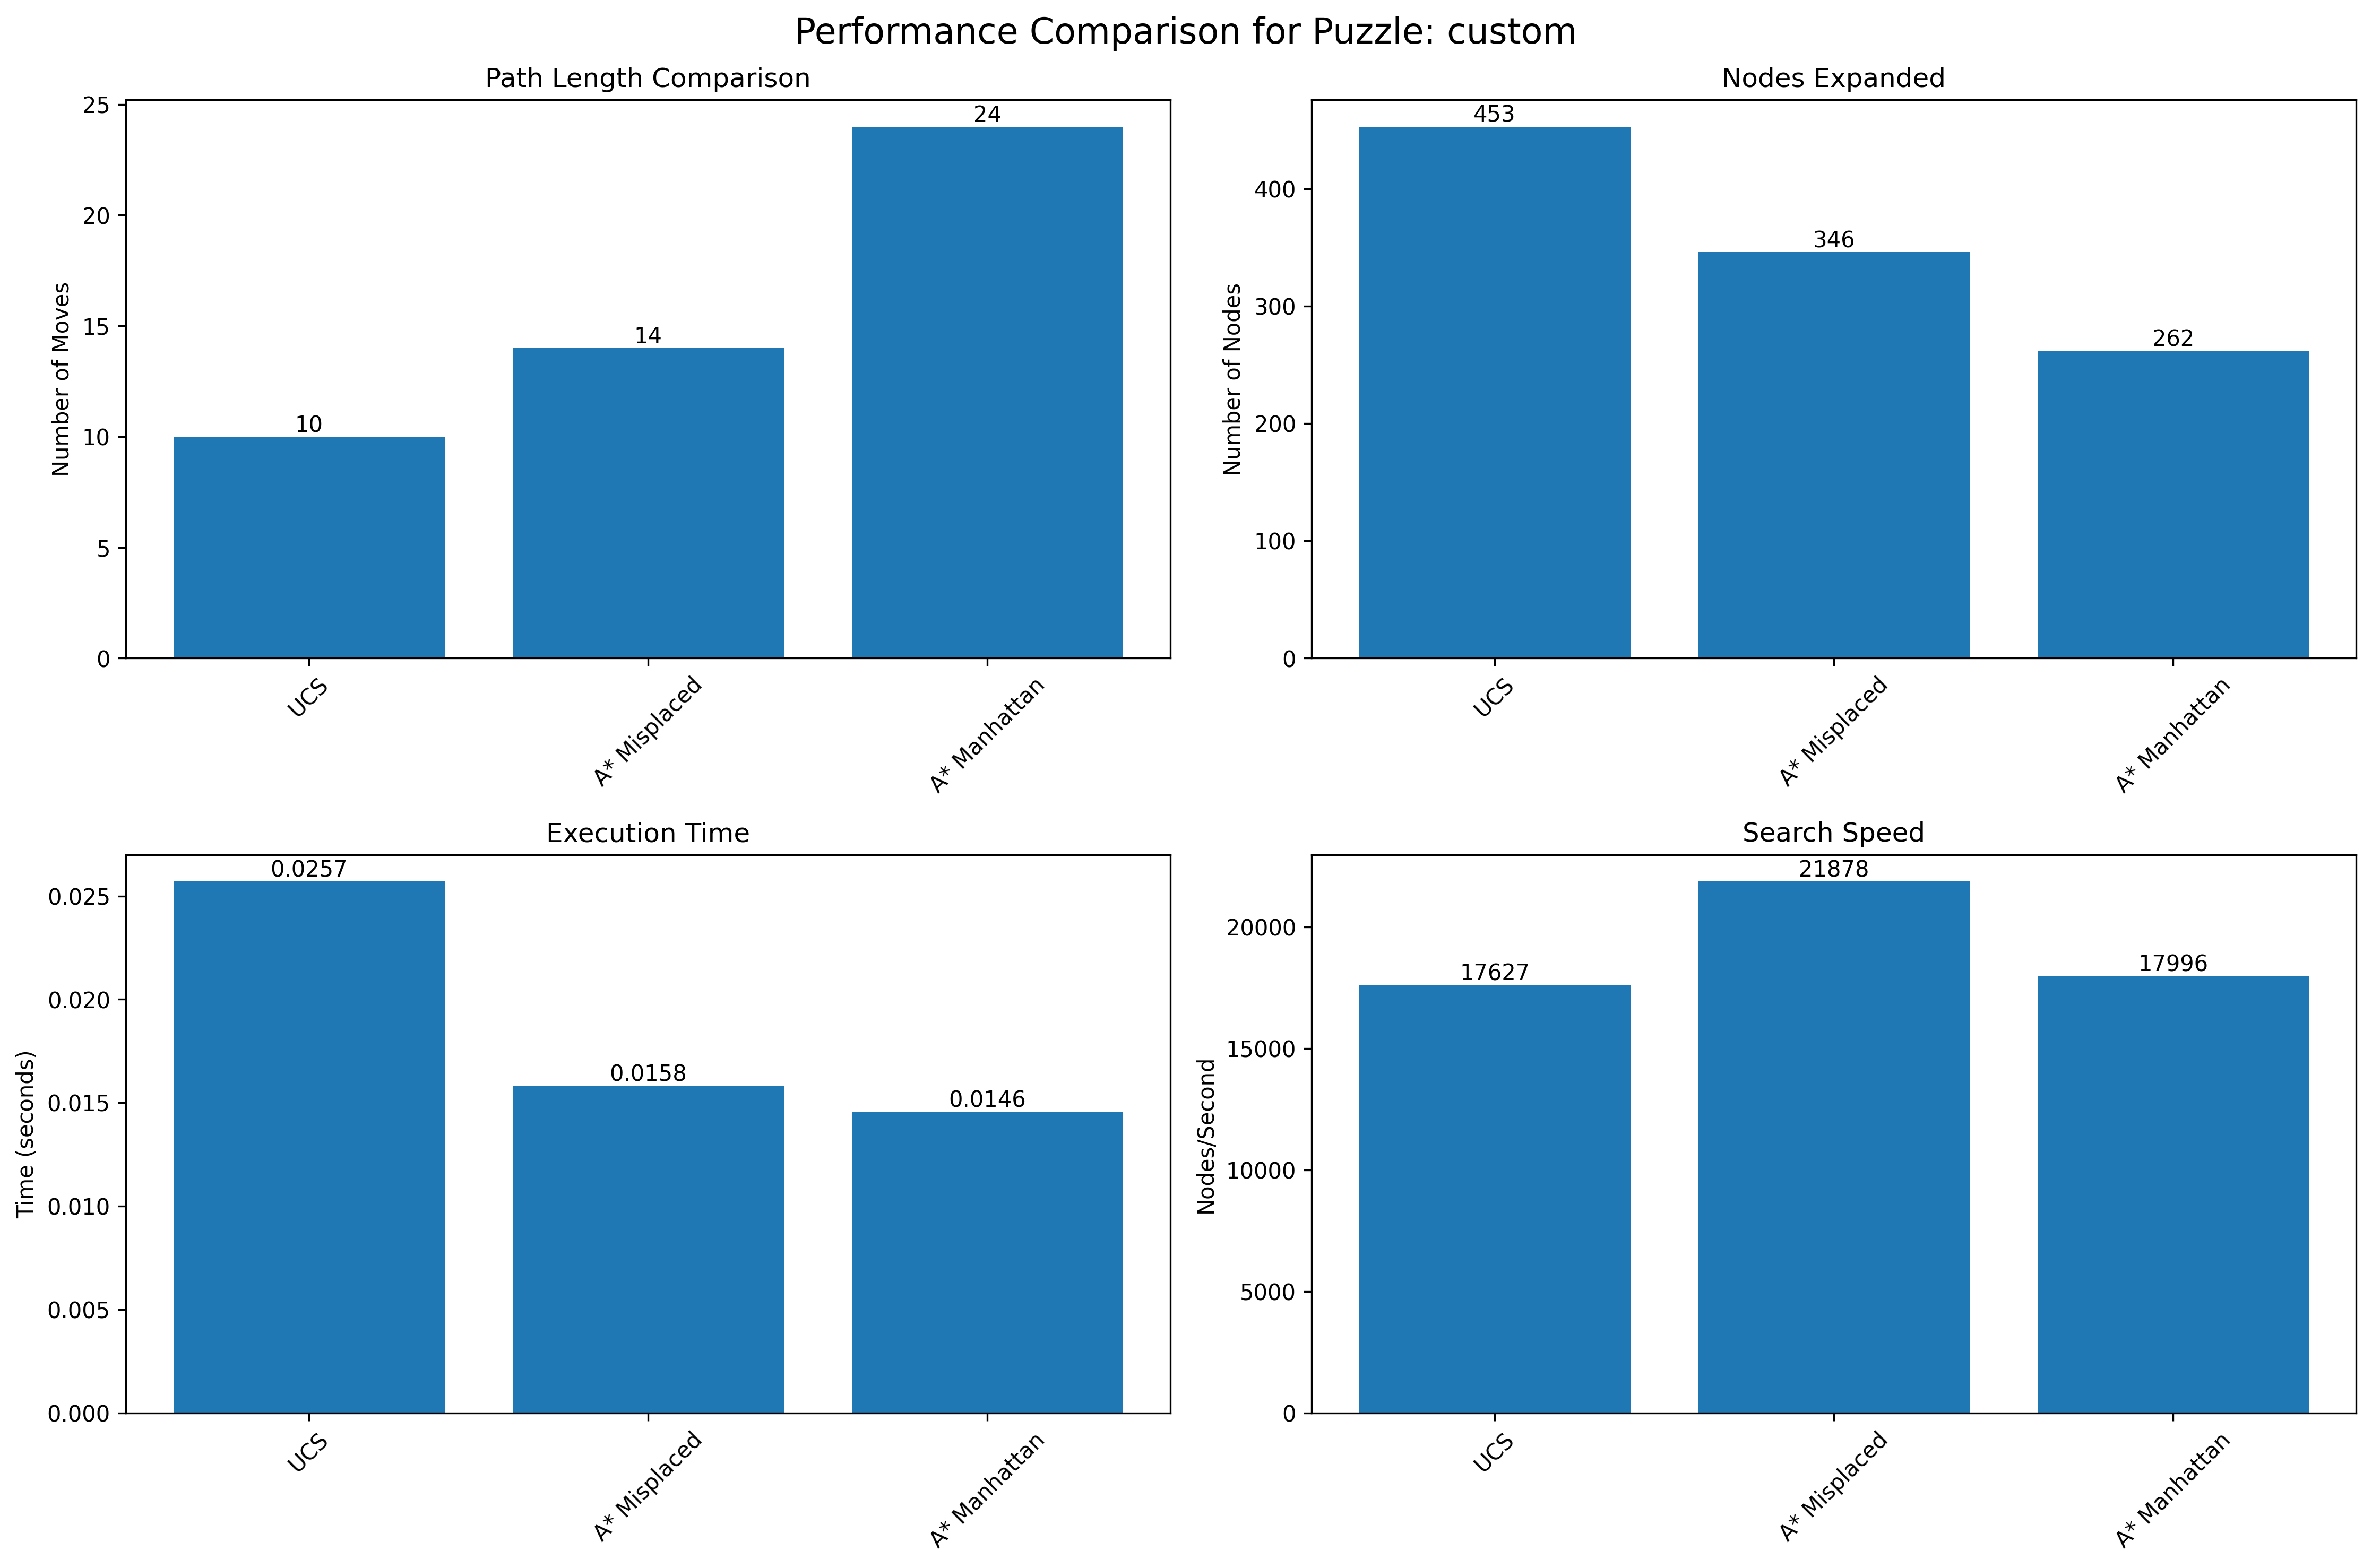 Performance Comparison for Puzzle: custom
Path Length Comparison
Number of Moves
25
20
15
10
5
0
10
14
24
UCS
A* Misplaced
A* Manhattan
Nodes Expanded
Number of Nodes
400
300
200
100
0
453
346
262
UCS
A* Misplaced
A* Manhattan
Execution Time
Time (seconds)
0.025
0.020
0.015
0.010
0.005
0.000
0.0257
0.0158
0.0146
UCS
A* Misplaced
A* Manhattan
Search Speed
Nodes/Second
20000
15000
10000
5000
0
17627
21878
17996
UCS
A* Misplaced
A* Manhattan